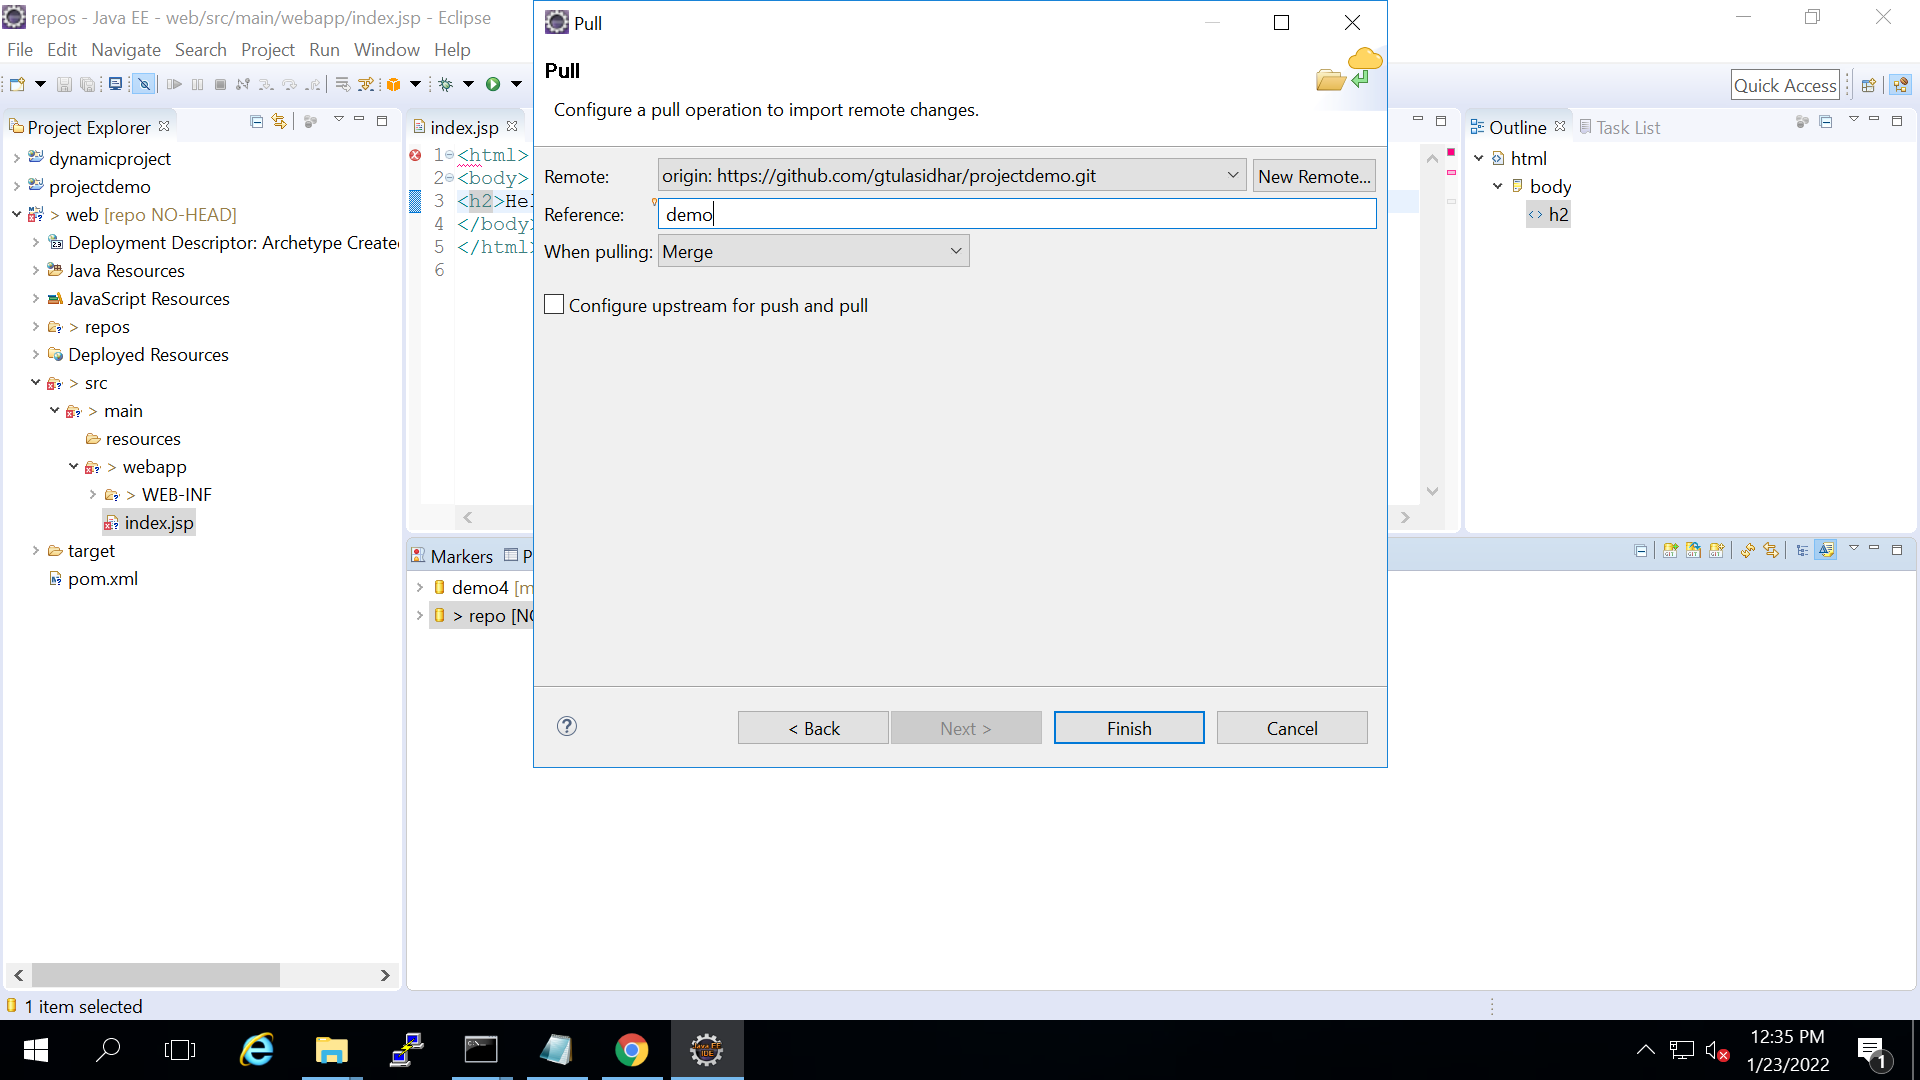 repos - Java EE - web/src/main/webapp/index.jsp - Eclipse
File Edit Navigate Search Project Run Window Help
Quick Access
Project Explorer
dynamicproject
projectdemo
> web [repo NO-HEAD]
Deployment Descriptor: Archetype Create
Java Resources
JavaScript Resources
> repos
Deployed Resources
> src
> main
resources
> webapp
> WEB-INF
index.jsp
target
pom.xml
index.jsp
1 <html>
2 <body>
3 <h2>Hel
4 </body>
5 </html>
6
Pull
Pull
Configure a pull operation to import remote changes.
Remote: origin: https://github.com/gtulasidhar/projectdemo.git New Remote...
Reference: demo
When pulling: Merge
Configure upstream for push and pull
< Back Next > Finish Cancel
Outline Task List
html
body
<> h2
Markers P
demo4 [m
> repo [NO
1 item selected
12:35 PM
1/23/2022
1